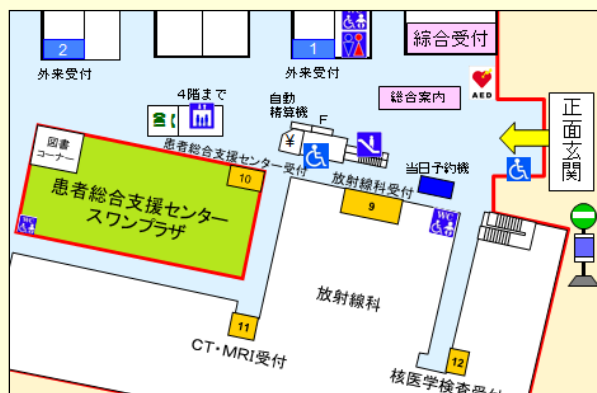 2
外来受付
1
外来受付
WC
綜合受付
総合案内
AED
正面玄関
4階まで
自動
精算機
F
¥
図書
コーナー
患者総合支援センター受付
10
患者総合支援センター
スワンプラザ
WC
当日予約機
放射線科受付
9
WC
放射線科
11
CT・MRI受付
12
核医学検査受付